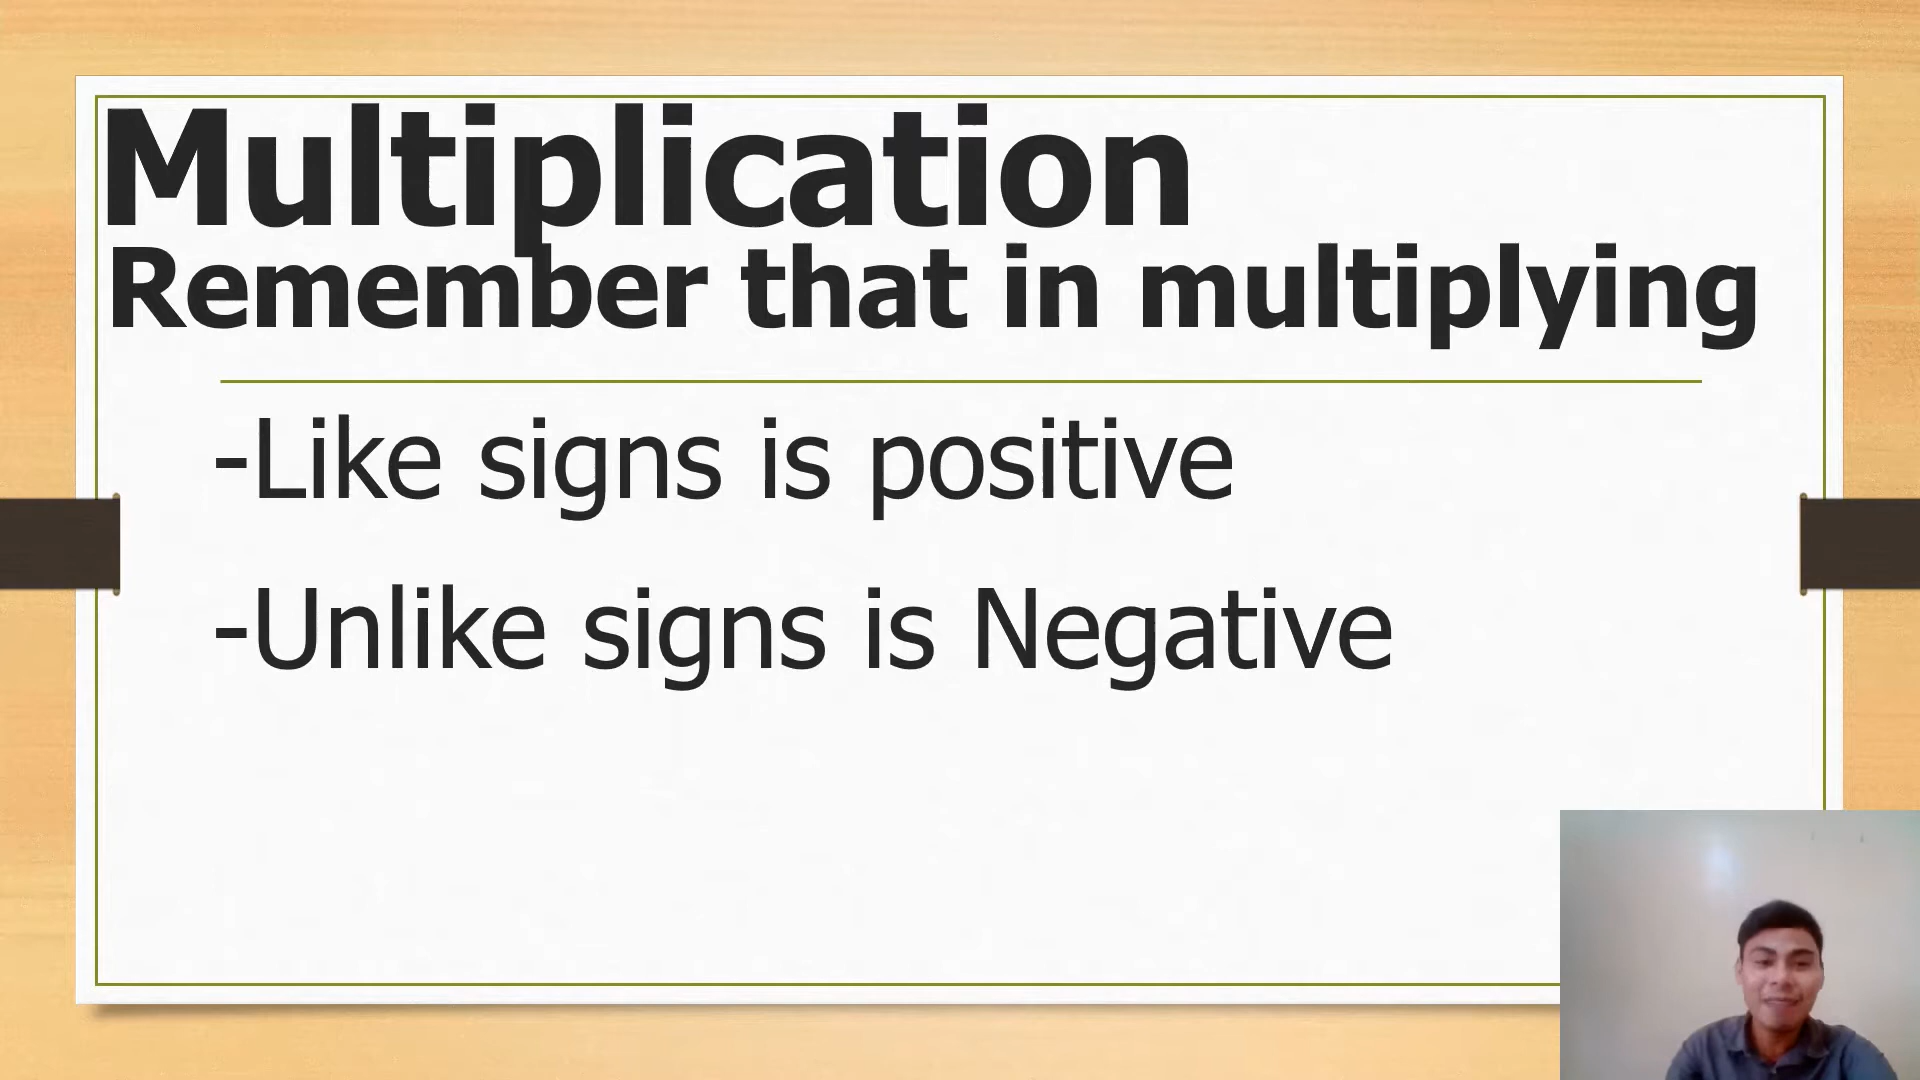 Multiplication
Remember that in multiplying
-Like signs is positive
-Unlike signs is Negative